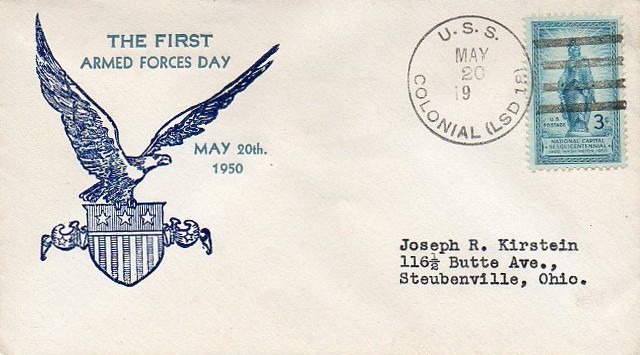 THE FIRST
ARMED FORCES DAY
MAY 20th.
1950
U. S. S.
MAY
20
19
COLONIAL (LSD 18)
U.S.
POSTAGE
3¢
NATIONAL CAPITAL
SESQUICENTENNIAL
Joseph R. Kirstein
116½ Butte Ave.,
Steubenville, Ohio.